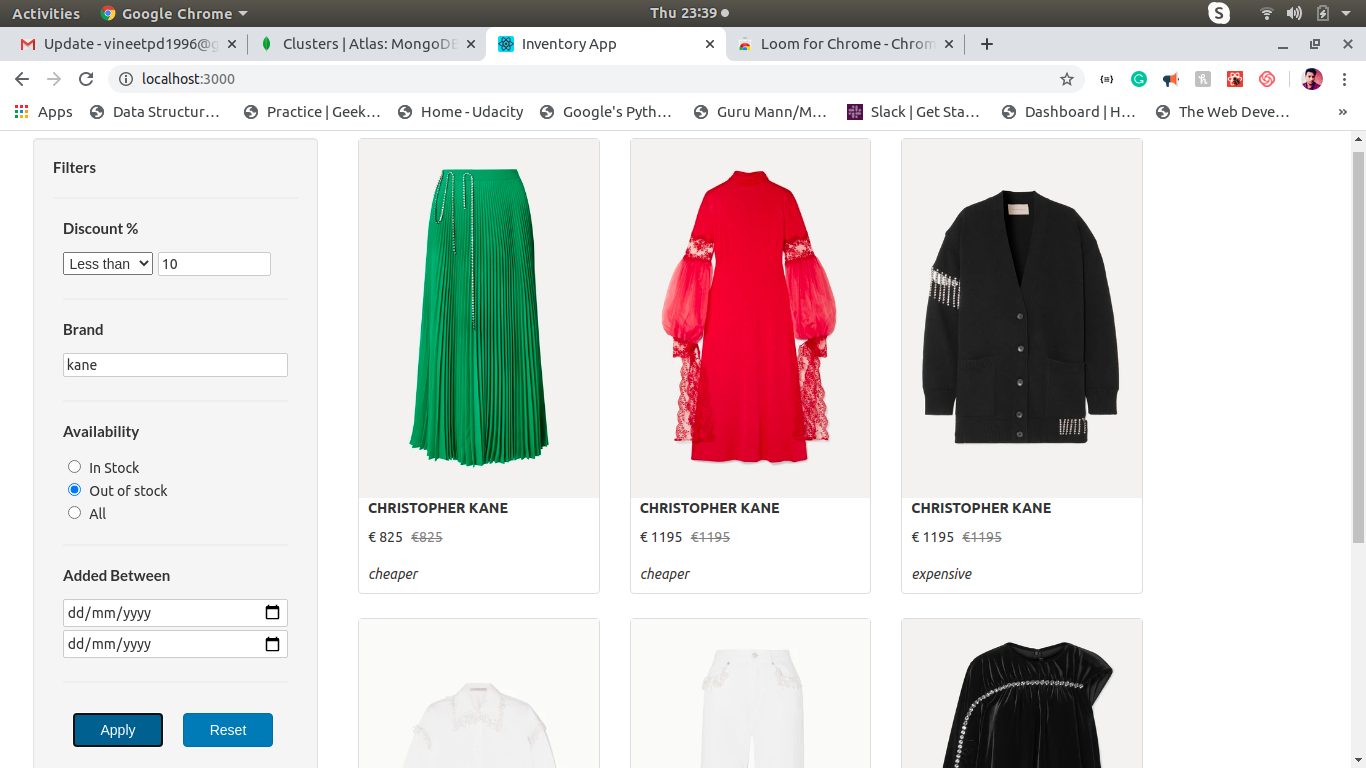 Activities Google Chrome Thu 23:39
Update - vineetpd1996@g Clusters | Atlas: MongoDB Inventory App Loom for Chrome - Chrom
localhost:3000
Apps Data Structur… Practice | Geek… Home - Udacity Google's Pyth… Guru Mann/M… Slack | Get Sta… Dashboard | H… The Web Deve… »
Filters
Discount %
Less than 10
Brand
kane
Availability
In Stock
Out of stock
All
Added Between
dd/mm/yyyy
dd/mm/yyyy
Apply Reset
CHRISTOPHER KANE CHRISTOPHER KANE CHRISTOPHER KANE
€ 825 €825 € 1195 €1195 € 1195 €1195
cheaper cheaper expensive